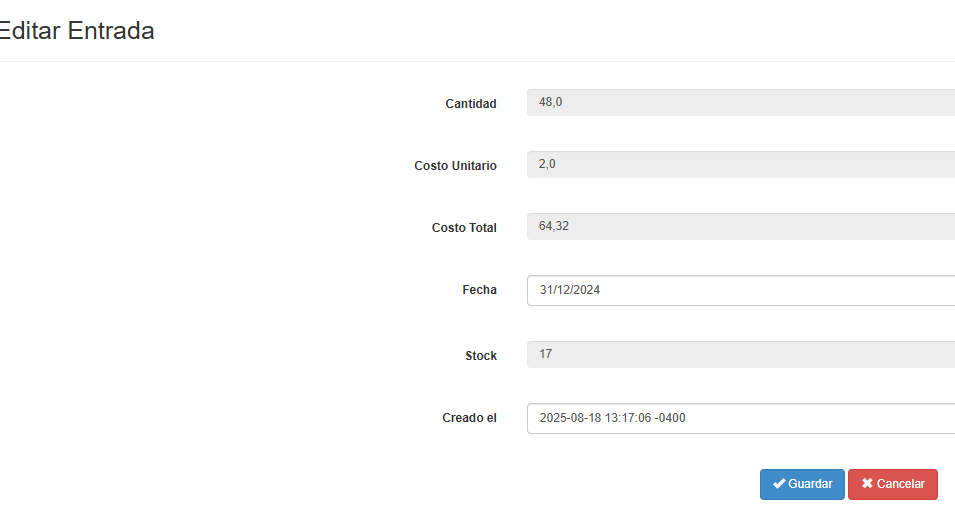 Editar Entrada
Cantidad 48,0
Costo Unitario 2,0
Costo Total 64,32
Fecha 31/12/2024
Stock 17
Creado el 2025-08-18 13:17:06 -0400
Guardar Cancelar